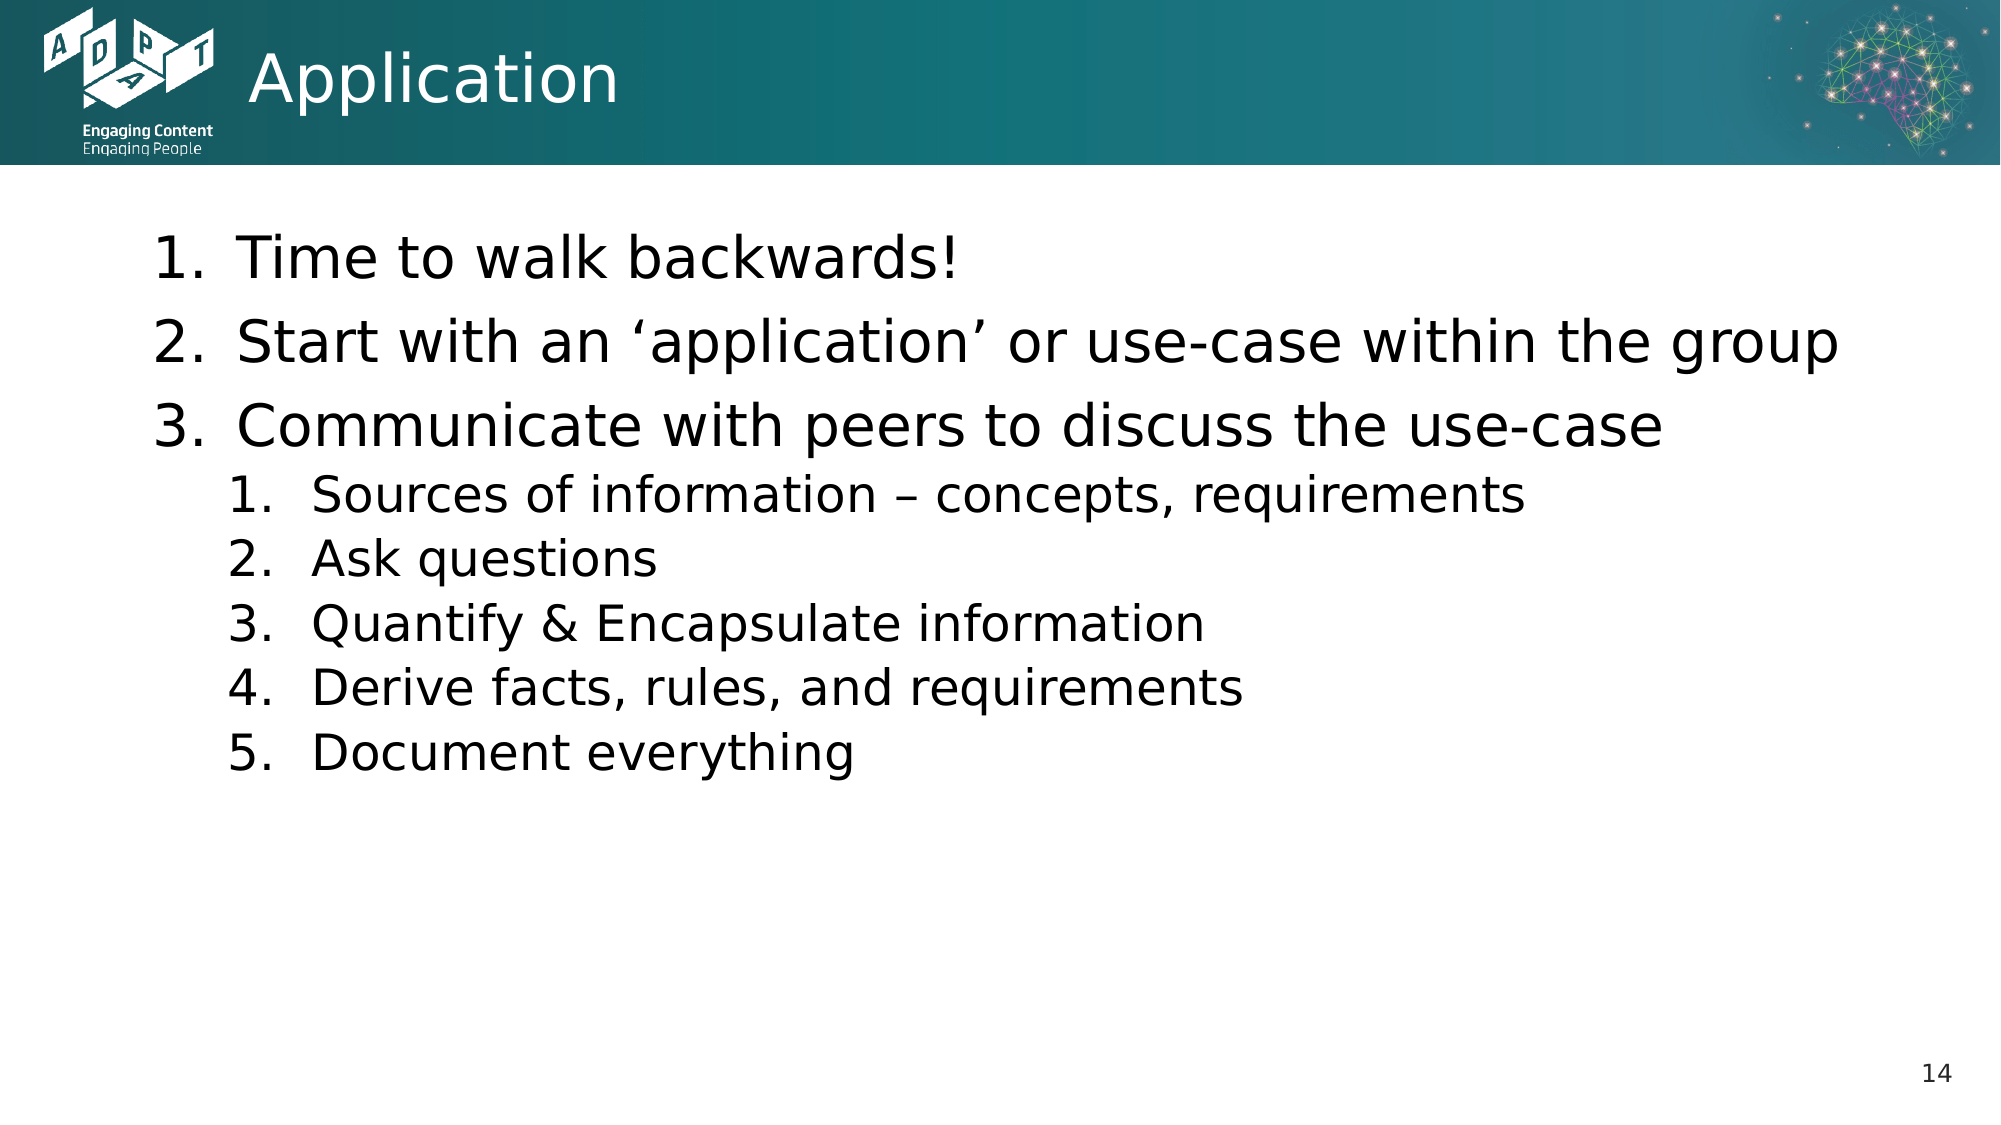 ADAPT
Engaging Content
Engaging People
Application
1. Time to walk backwards!
2. Start with an ‘application’ or use-case within the group
3. Communicate with peers to discuss the use-case
1. Sources of information – concepts, requirements
2. Ask questions
3. Quantify & Encapsulate information
4. Derive facts, rules, and requirements
5. Document everything
14